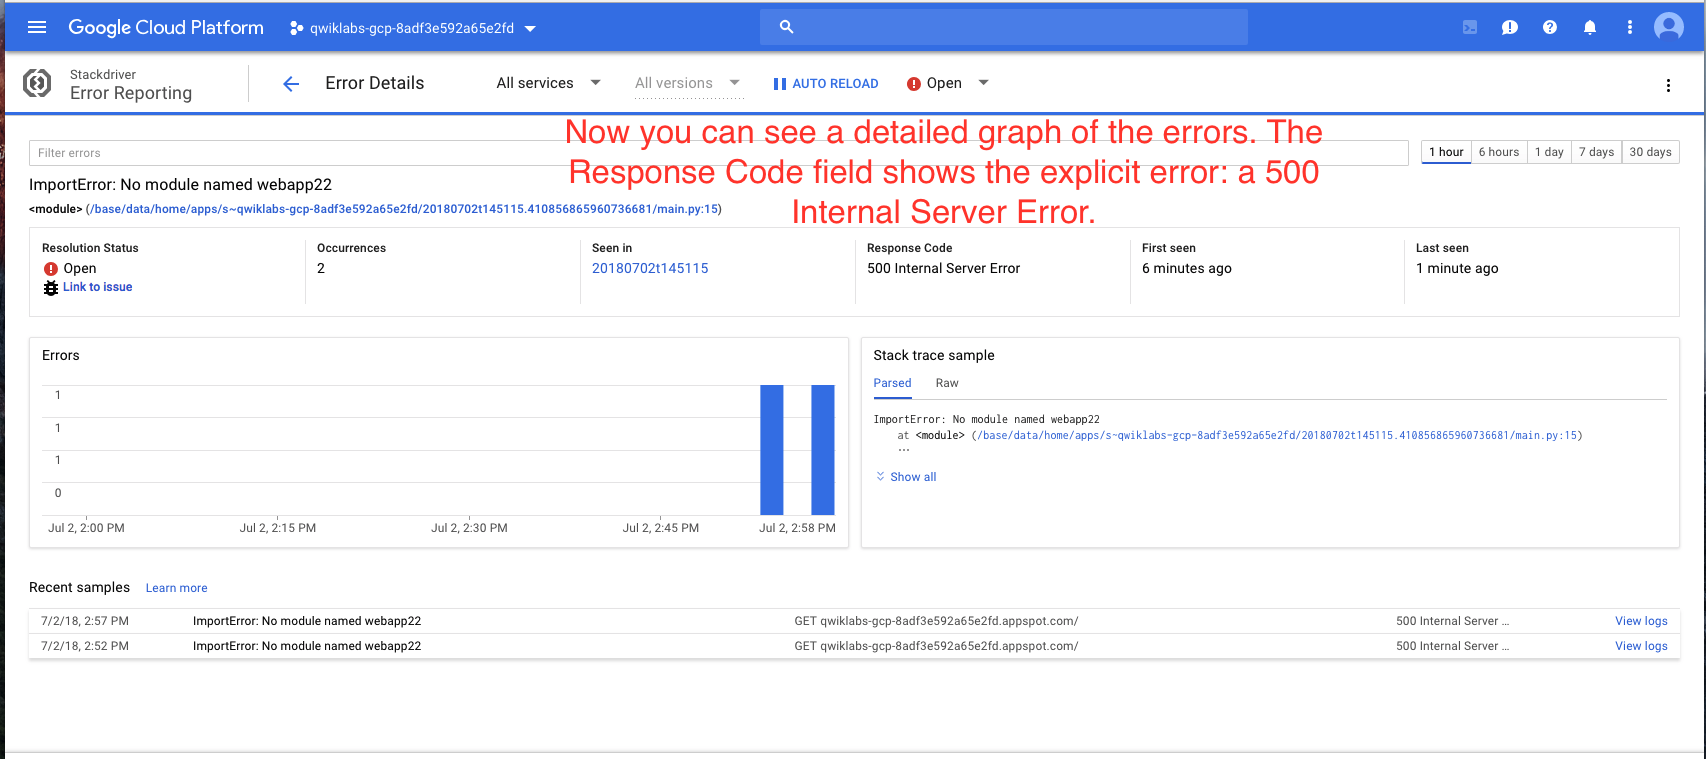 Google Cloud Platform
qwiklabs-gcp-8adf3e592a65e2fd
Stackdriver
Error Reporting
Error Details
All services
All versions
AUTO RELOAD
Open
Now you can see a detailed graph of the errors. The
Response Code field shows the explicit error: a 500
Internal Server Error.
Filter errors
1 hour
6 hours
1 day
7 days
30 days
ImportError: No module named webapp22
<module> (/base/data/home/apps/s~qwiklabs-gcp-8adf3e592a65e2fd/20180702t145115.410856865960736681/main.py:15)
Resolution Status
Open
Link to issue
Occurrences
2
Seen in
20180702t145115
Response Code
500 Internal Server Error
First seen
6 minutes ago
Last seen
1 minute ago
Errors
1
1
1
0
Jul 2, 2:00 PM
Jul 2, 2:15 PM
Jul 2, 2:30 PM
Jul 2, 2:45 PM
Jul 2, 2:58 PM
Stack trace sample
Parsed
Raw
ImportError: No module named webapp22
at <module> (/base/data/home/apps/s~qwiklabs-gcp-8adf3e592a65e2fd/20180702t145115.410856865960736681/main.py:15)
...
Show all
Recent samples
Learn more
7/2/18, 2:57 PM ImportError: No module named webapp22 GET qwiklabs-gcp-8adf3e592a65e2fd.appspot.com/ 500 Internal Server ... View logs
7/2/18, 2:52 PM ImportError: No module named webapp22 GET qwiklabs-gcp-8adf3e592a65e2fd.appspot.com/ 500 Internal Server ... View logs